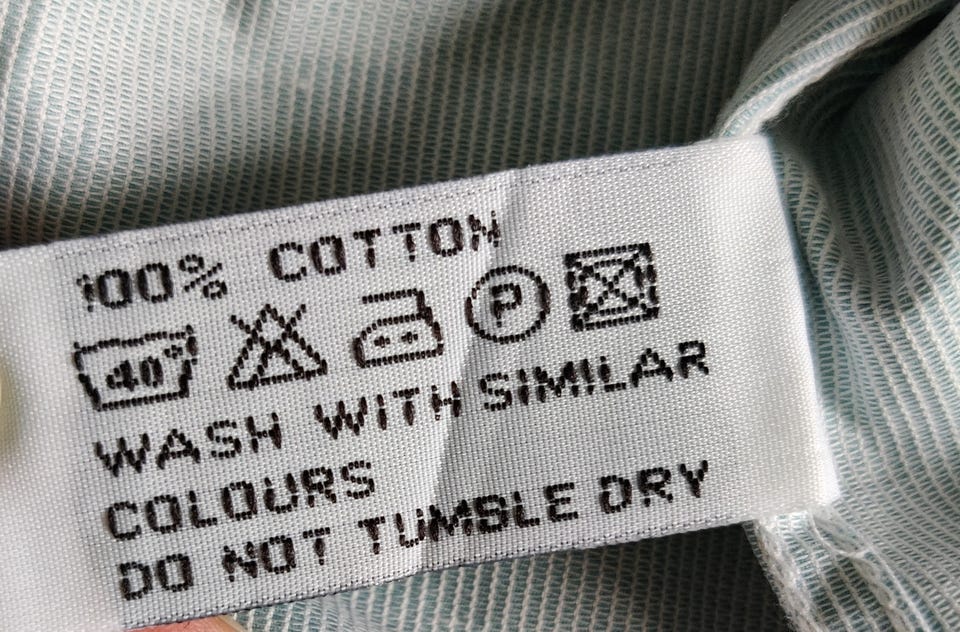 100% COTTON
40° P
WASH WITH SIMILAR
COLOURS
DO NOT TUMBLE DRY